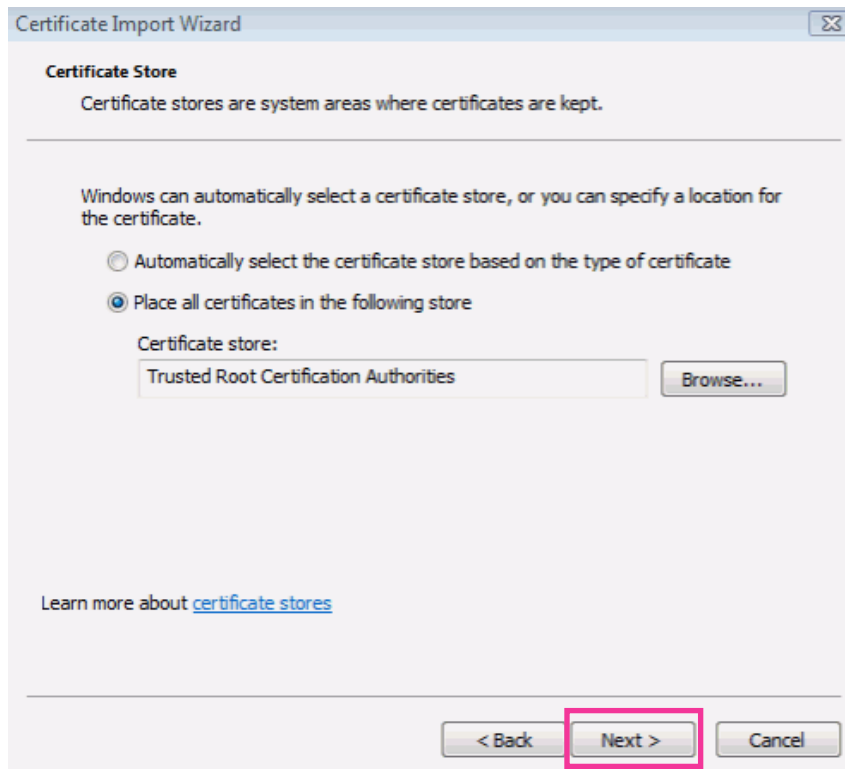 Certificate Import Wizard
Certificate Store
Certificate stores are system areas where certificates are kept.
Windows can automatically select a certificate store, or you can specify a location for
the certificate.
Automatically select the certificate store based on the type of certificate
Place all certificates in the following store
Certificate store:
Trusted Root Certification Authorities
Browse...
Learn more about certificate stores
< Back
Next >
Cancel